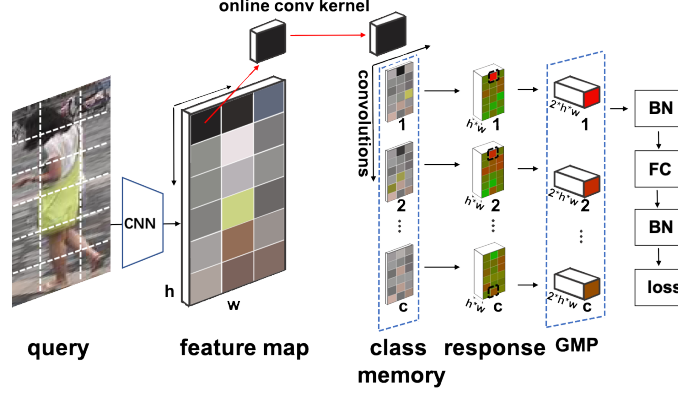 online conv kernel
convolutions
CNN
h
w
1
2
c
h*w
h*w
h*w
1
2
c
2*h*w
2*h*w
2*h*w
1
2
c
BN
FC
BN
loss
query
feature map
class
memory
response
GMP